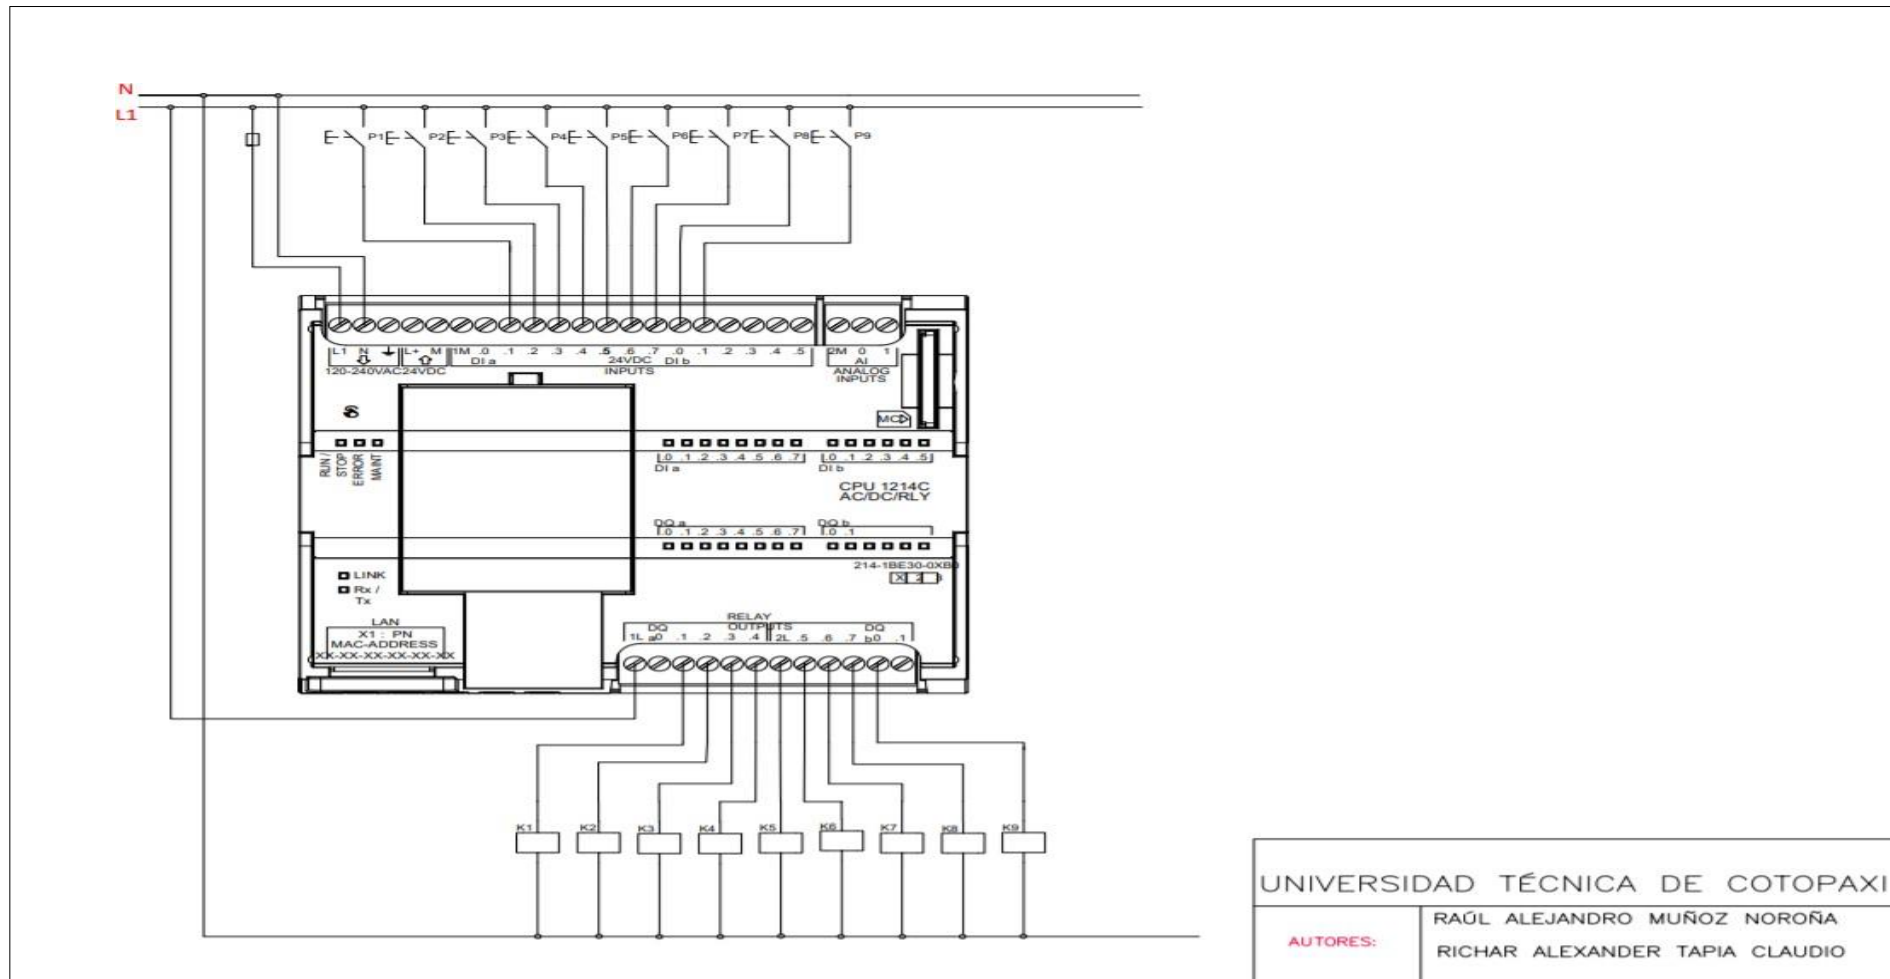 N
L1
P1 P2 P3 P4 P5 P6 P7 P8 P9
L1 N L+ M 1M .0 .1 .2 .3 .4 .5 .6 .7 .0 .1 .2 .3 .4 .5 2M 0 1
DI a 24VDC DI b AI
120-240VAC 24VDC INPUTS ANALOG
INPUTS
MC
RUN /
STOP
ERROR
MAINT
.0 .1 .2 .3 .4 .5 .6 .7 .0 .1 .2 .3 .4 .5
DI a DI b
CPU 1214C
AC/DC/RLY
DQ a DQ b
.0 .1 .2 .3 .4 .5 .6 .7 .0 .1
214-1BE30-0XB0
X 2 3
LINK
Rx /
Tx
LAN
X1 : PN
MAC-ADDRESS
XX-XX-XX-XX-XX-XX
RELAY
DQ OUTPUTS DQ
1L a .0 .1 .2 .3 .4 2L .5 .6 .7 b .0 .1
K1 K2 K3 K4 K5 K6 K7 K8 K9
UNIVERSIDAD TÉCNICA DE COTOPAXI
AUTORES:
RAÚL ALEJANDRO MUÑOZ NOROÑA
RICHAR ALEXANDER TAPIA CLAUDIO